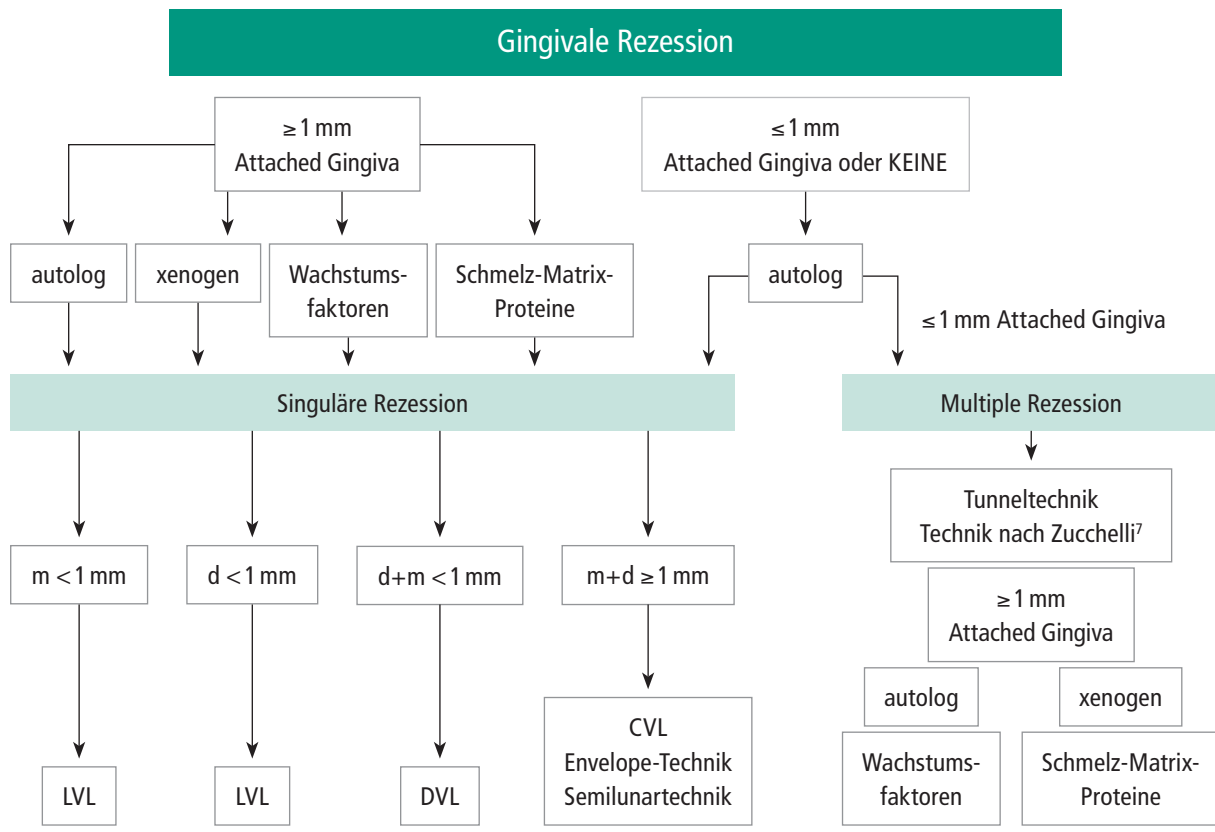 Gingivale Rezession
≥ 1 mm
Attached Gingiva
≤ 1 mm
Attached Gingiva oder KEINE
autolog
xenogen
Wachstums-
faktoren
Schmelz-Matrix-
Proteine
autolog
≤ 1 mm Attached Gingiva
Singuläre Rezession
Multiple Rezession
Tunneltechnik
Technik nach Zucchelli⁷
m < 1 mm
d < 1 mm
d+m < 1 mm
m+d ≥ 1 mm
≥ 1 mm
Attached Gingiva
autolog
xenogen
LVL
LVL
DVL
CVL
Envelope-Technik
Semilunartechnik
Wachstums-
faktoren
Schmelz-Matrix-
Proteine